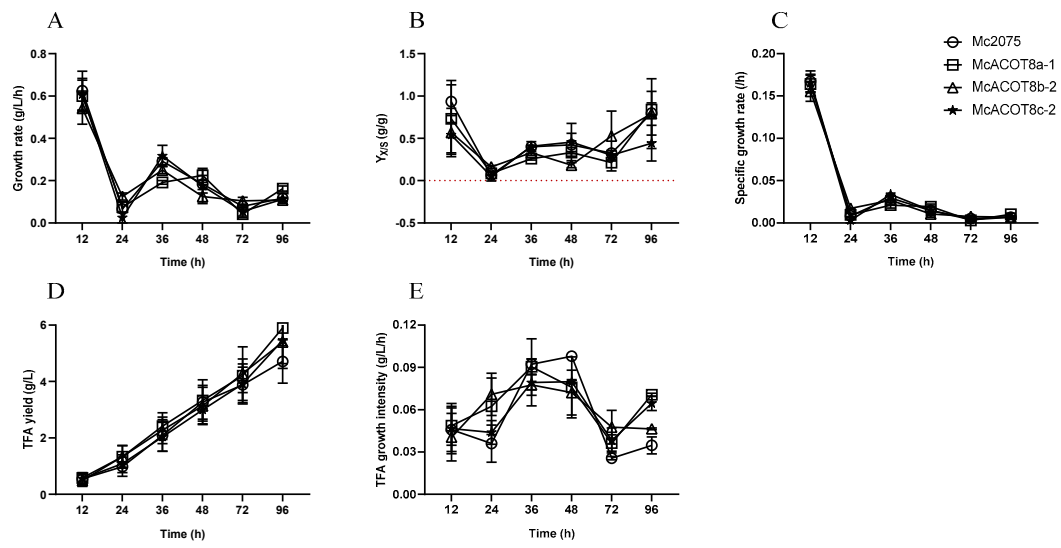 A
Growth rate (g/L/h)
0.8
0.6
0.4
0.2
0.0
12 24 36 48 72 96
Time (h)
B
Y X/S (g/g)
1.5
1.0
0.5
0.0
-0.5
12 24 36 48 72 96
Time (h)
C
Specific growth rate (/h)
0.20
0.15
0.10
0.05
0.00
12 24 36 48 72 96
Time (h)
Mc2075
McACOT8a-1
McACOT8b-2
McACOT8c-2
D
TFA yield (g/L)
6
4
2
0
12 24 36 48 72 96
Time (h)
E
TFA growth intensity (g/L/h)
0.12
0.09
0.06
0.03
0.00
12 24 36 48 72 96
Time (h)